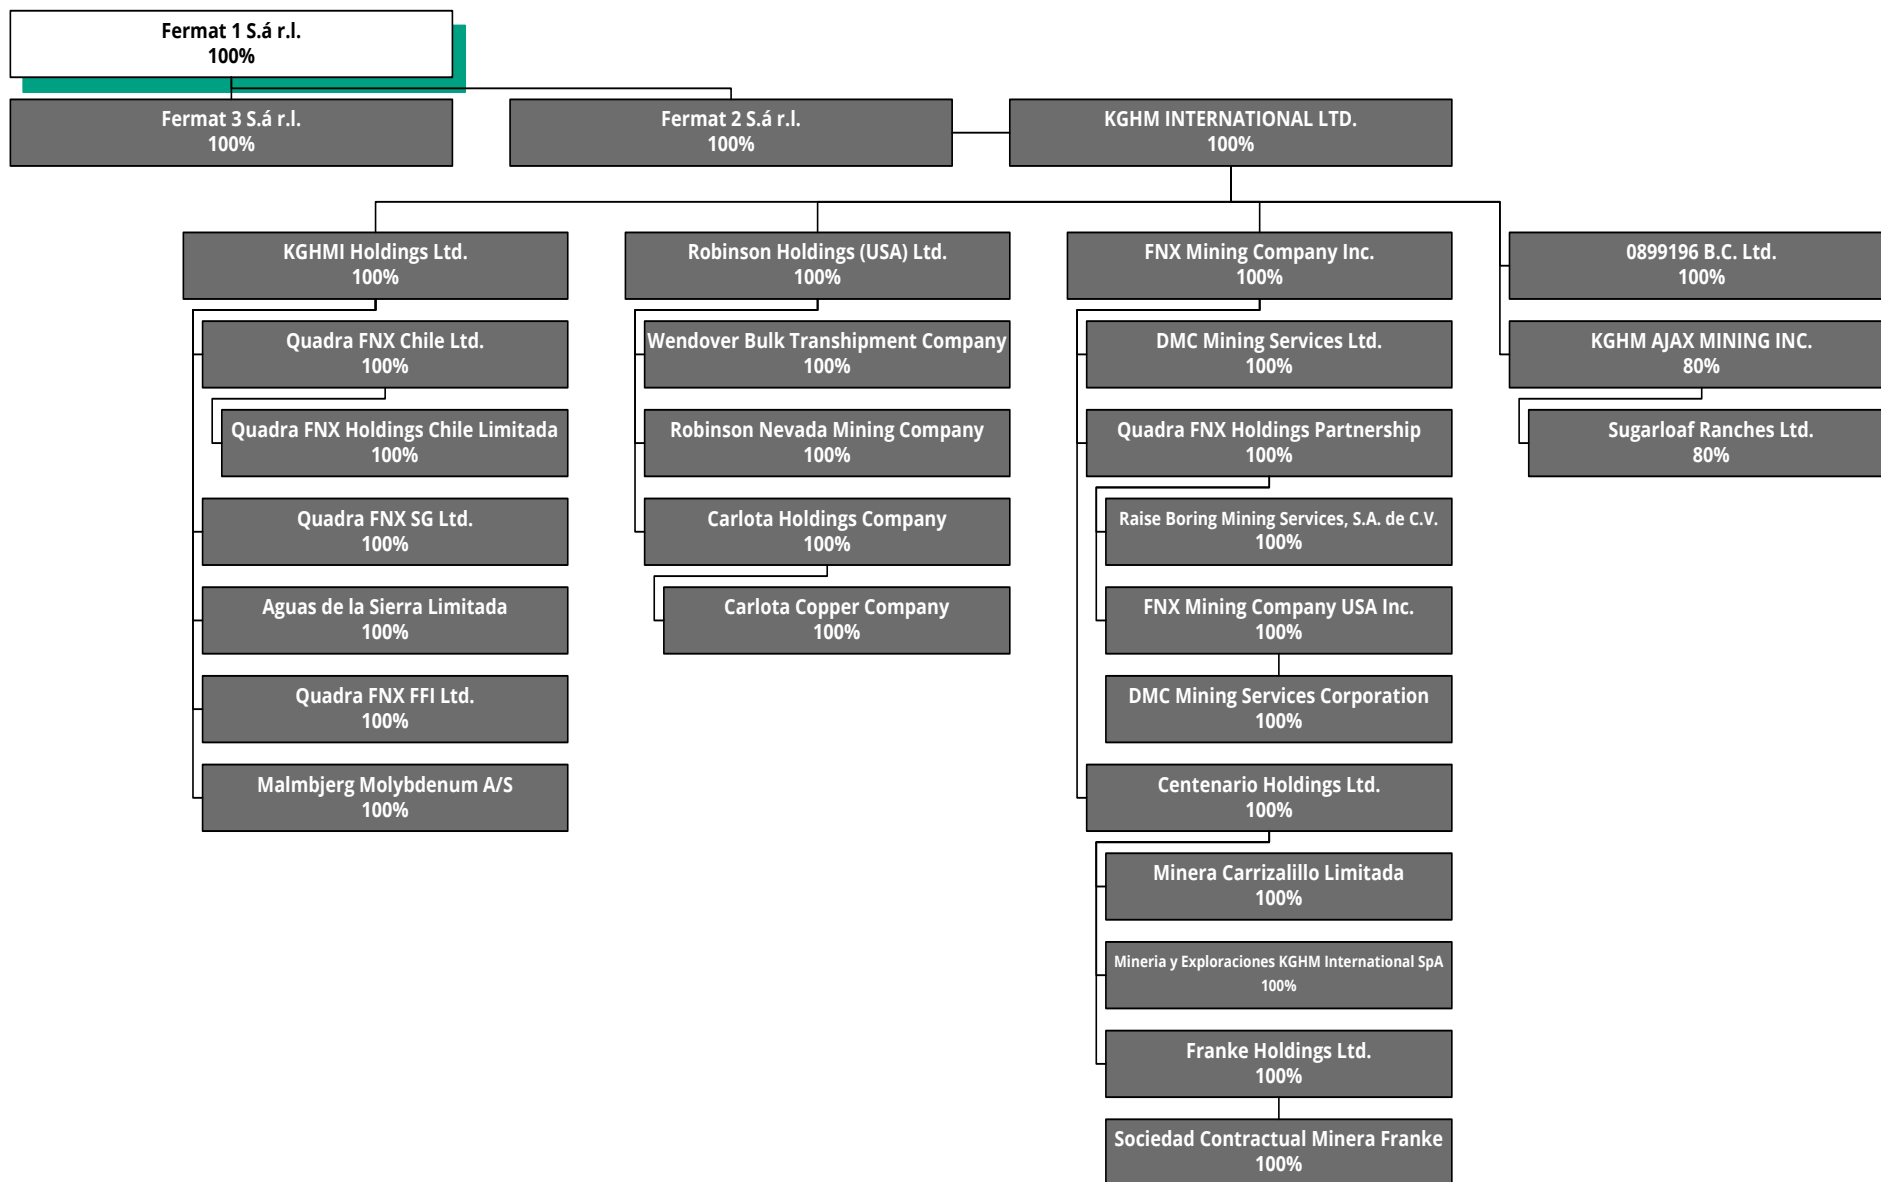 Fermat 1 S.á r.l.
100%
Fermat 3 S.á r.l.
100%
Fermat 2 S.á r.l.
100%
KGHM INTERNATIONAL LTD.
100%
KGHMI Holdings Ltd.
100%
Quadra FNX Chile Ltd.
100%
Quadra FNX Holdings Chile Limitada
100%
Quadra FNX SG Ltd.
100%
Aguas de la Sierra Limitada
100%
Quadra FNX FFI Ltd.
100%
Malmbjerg Molybdenum A/S
100%
Robinson Holdings (USA) Ltd.
100%
Wendover Bulk Transhipment Company
100%
Robinson Nevada Mining Company
100%
Carlota Holdings Company
100%
Carlota Copper Company
100%
FNX Mining Company Inc.
100%
DMC Mining Services Ltd.
100%
Quadra FNX Holdings Partnership
100%
Raise Boring Mining Services, S.A. de C.V.
100%
FNX Mining Company USA Inc.
100%
DMC Mining Services Corporation
100%
Centenario Holdings Ltd.
100%
Minera Carrizalillo Limitada
100%
Mineria y Exploraciones KGHM International SpA
100%
Franke Holdings Ltd.
100%
Sociedad Contractual Minera Franke
100%
0899196 B.C. Ltd.
100%
KGHM AJAX MINING INC.
80%
Sugarloaf Ranches Ltd.
80%